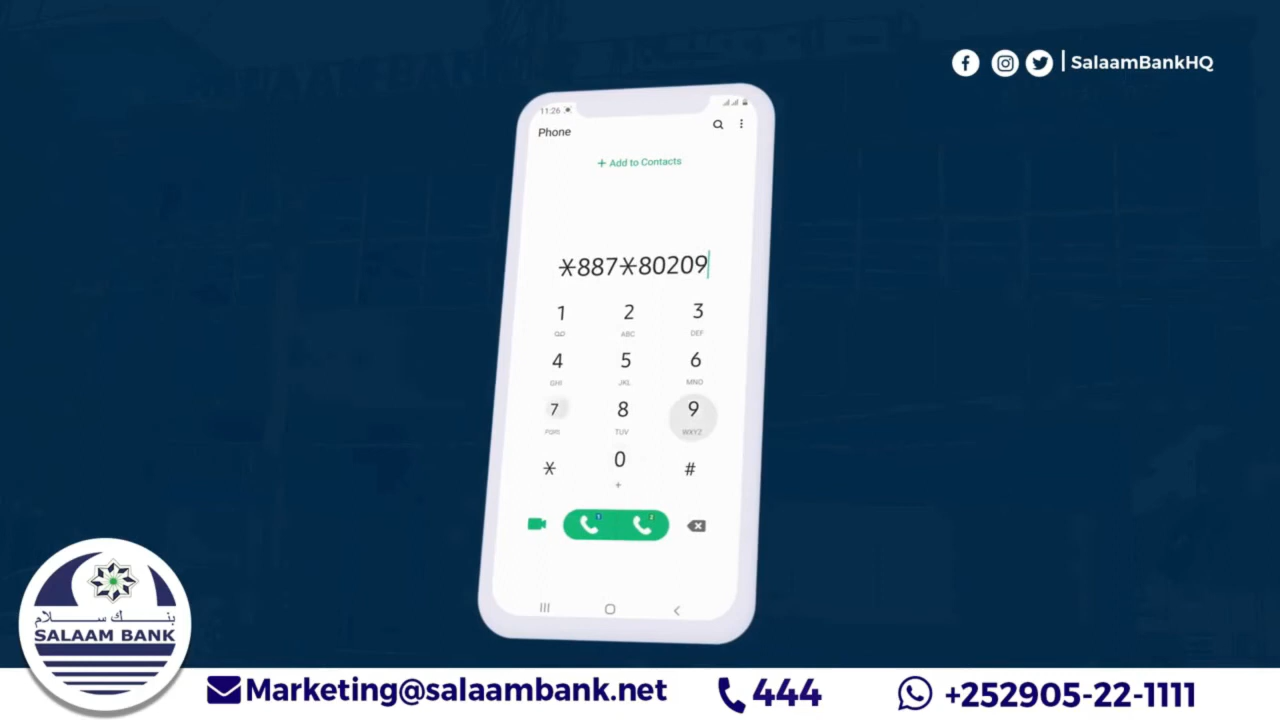 | SalaamBankHQ
11:26
Phone
+ Add to Contacts
*887*80209
1 2 3
ABC DEF
4 5 6
GHI JKL MNO
7 8 9
PQRS TUV WXYZ
* 0 #
+
1 2
بنك سلام
SALAAM BANK
Marketing@salaambank.net
444
+252905-22-1111